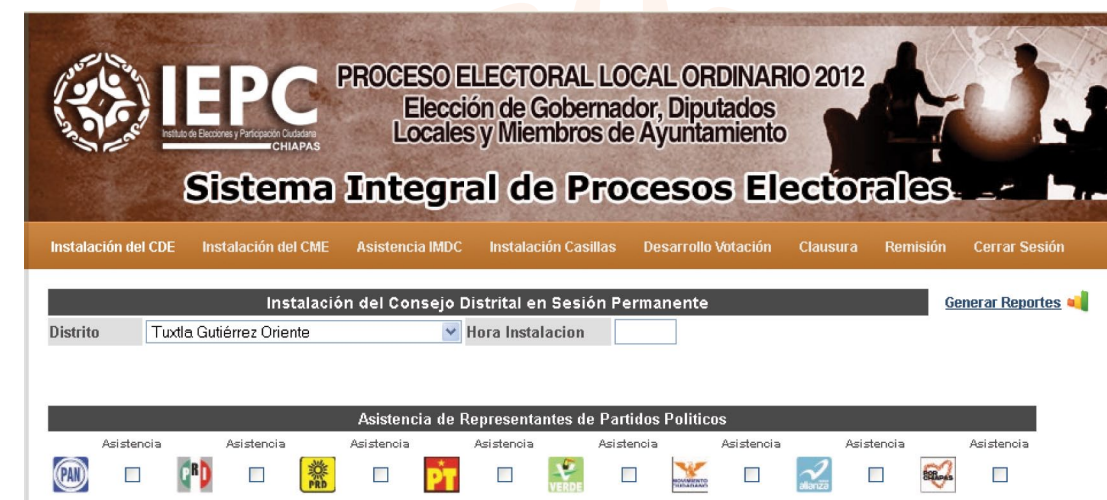 IEPC
Instituto de Elecciones y Participación Ciudadana
CHIAPAS
PROCESO ELECTORAL LOCAL ORDINARIO 2012
Elección de Gobernador, Diputados
Locales y Miembros de Ayuntamiento
Sistema Integral de Procesos Electorales
Instalación del CDE Instalación del CME Asistencia IMDC Instalación Casillas Desarrollo Votación Clausura Remisión Cerrar Sesión
Instalación del Consejo Distrital en Sesión Permanente Generar Reportes
Distrito Tuxtla Gutiérrez Oriente Hora Instalacion
Asistencia de Representantes de Partidos Politicos
Asistencia Asistencia Asistencia Asistencia Asistencia Asistencia Asistencia Asistencia
PAN PRI PRD PT VERDE MOVIMIENTO CIUDADANO alianza POR CHIAPAS